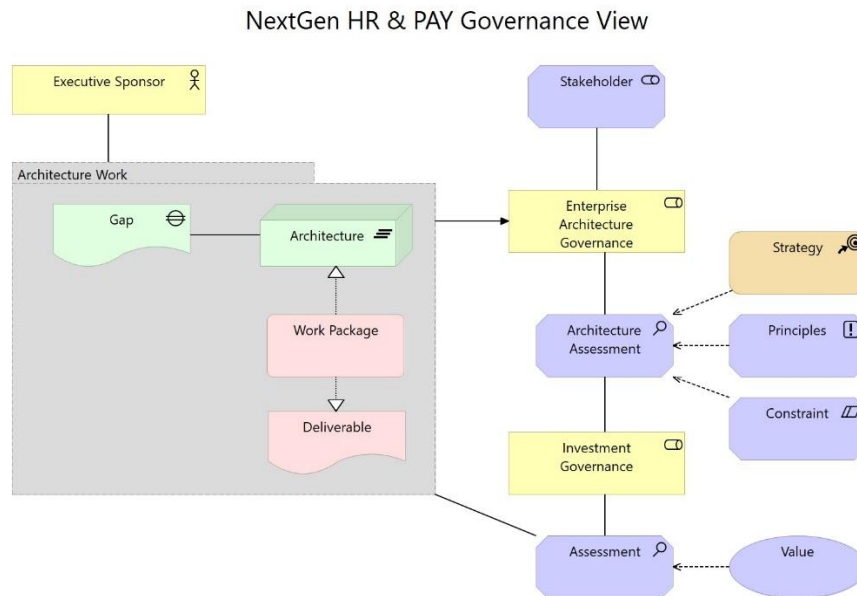 NextGen HR & PAY Governance View
Executive Sponsor
Stakeholder
Architecture Work
Gap
Architecture
Enterprise
Architecture
Governance
Strategy
Work Package
Architecture
Assessment
Principles
Deliverable
Constraint
Investment
Governance
Assessment
Value